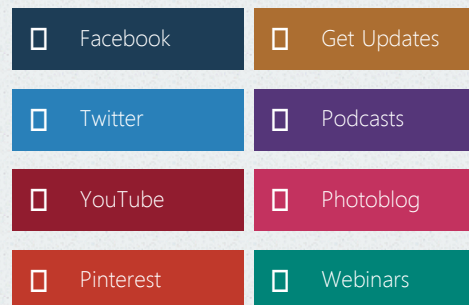 Facebook
Get Updates
Twitter
Podcasts
YouTube
Photoblog
Pinterest
Webinars